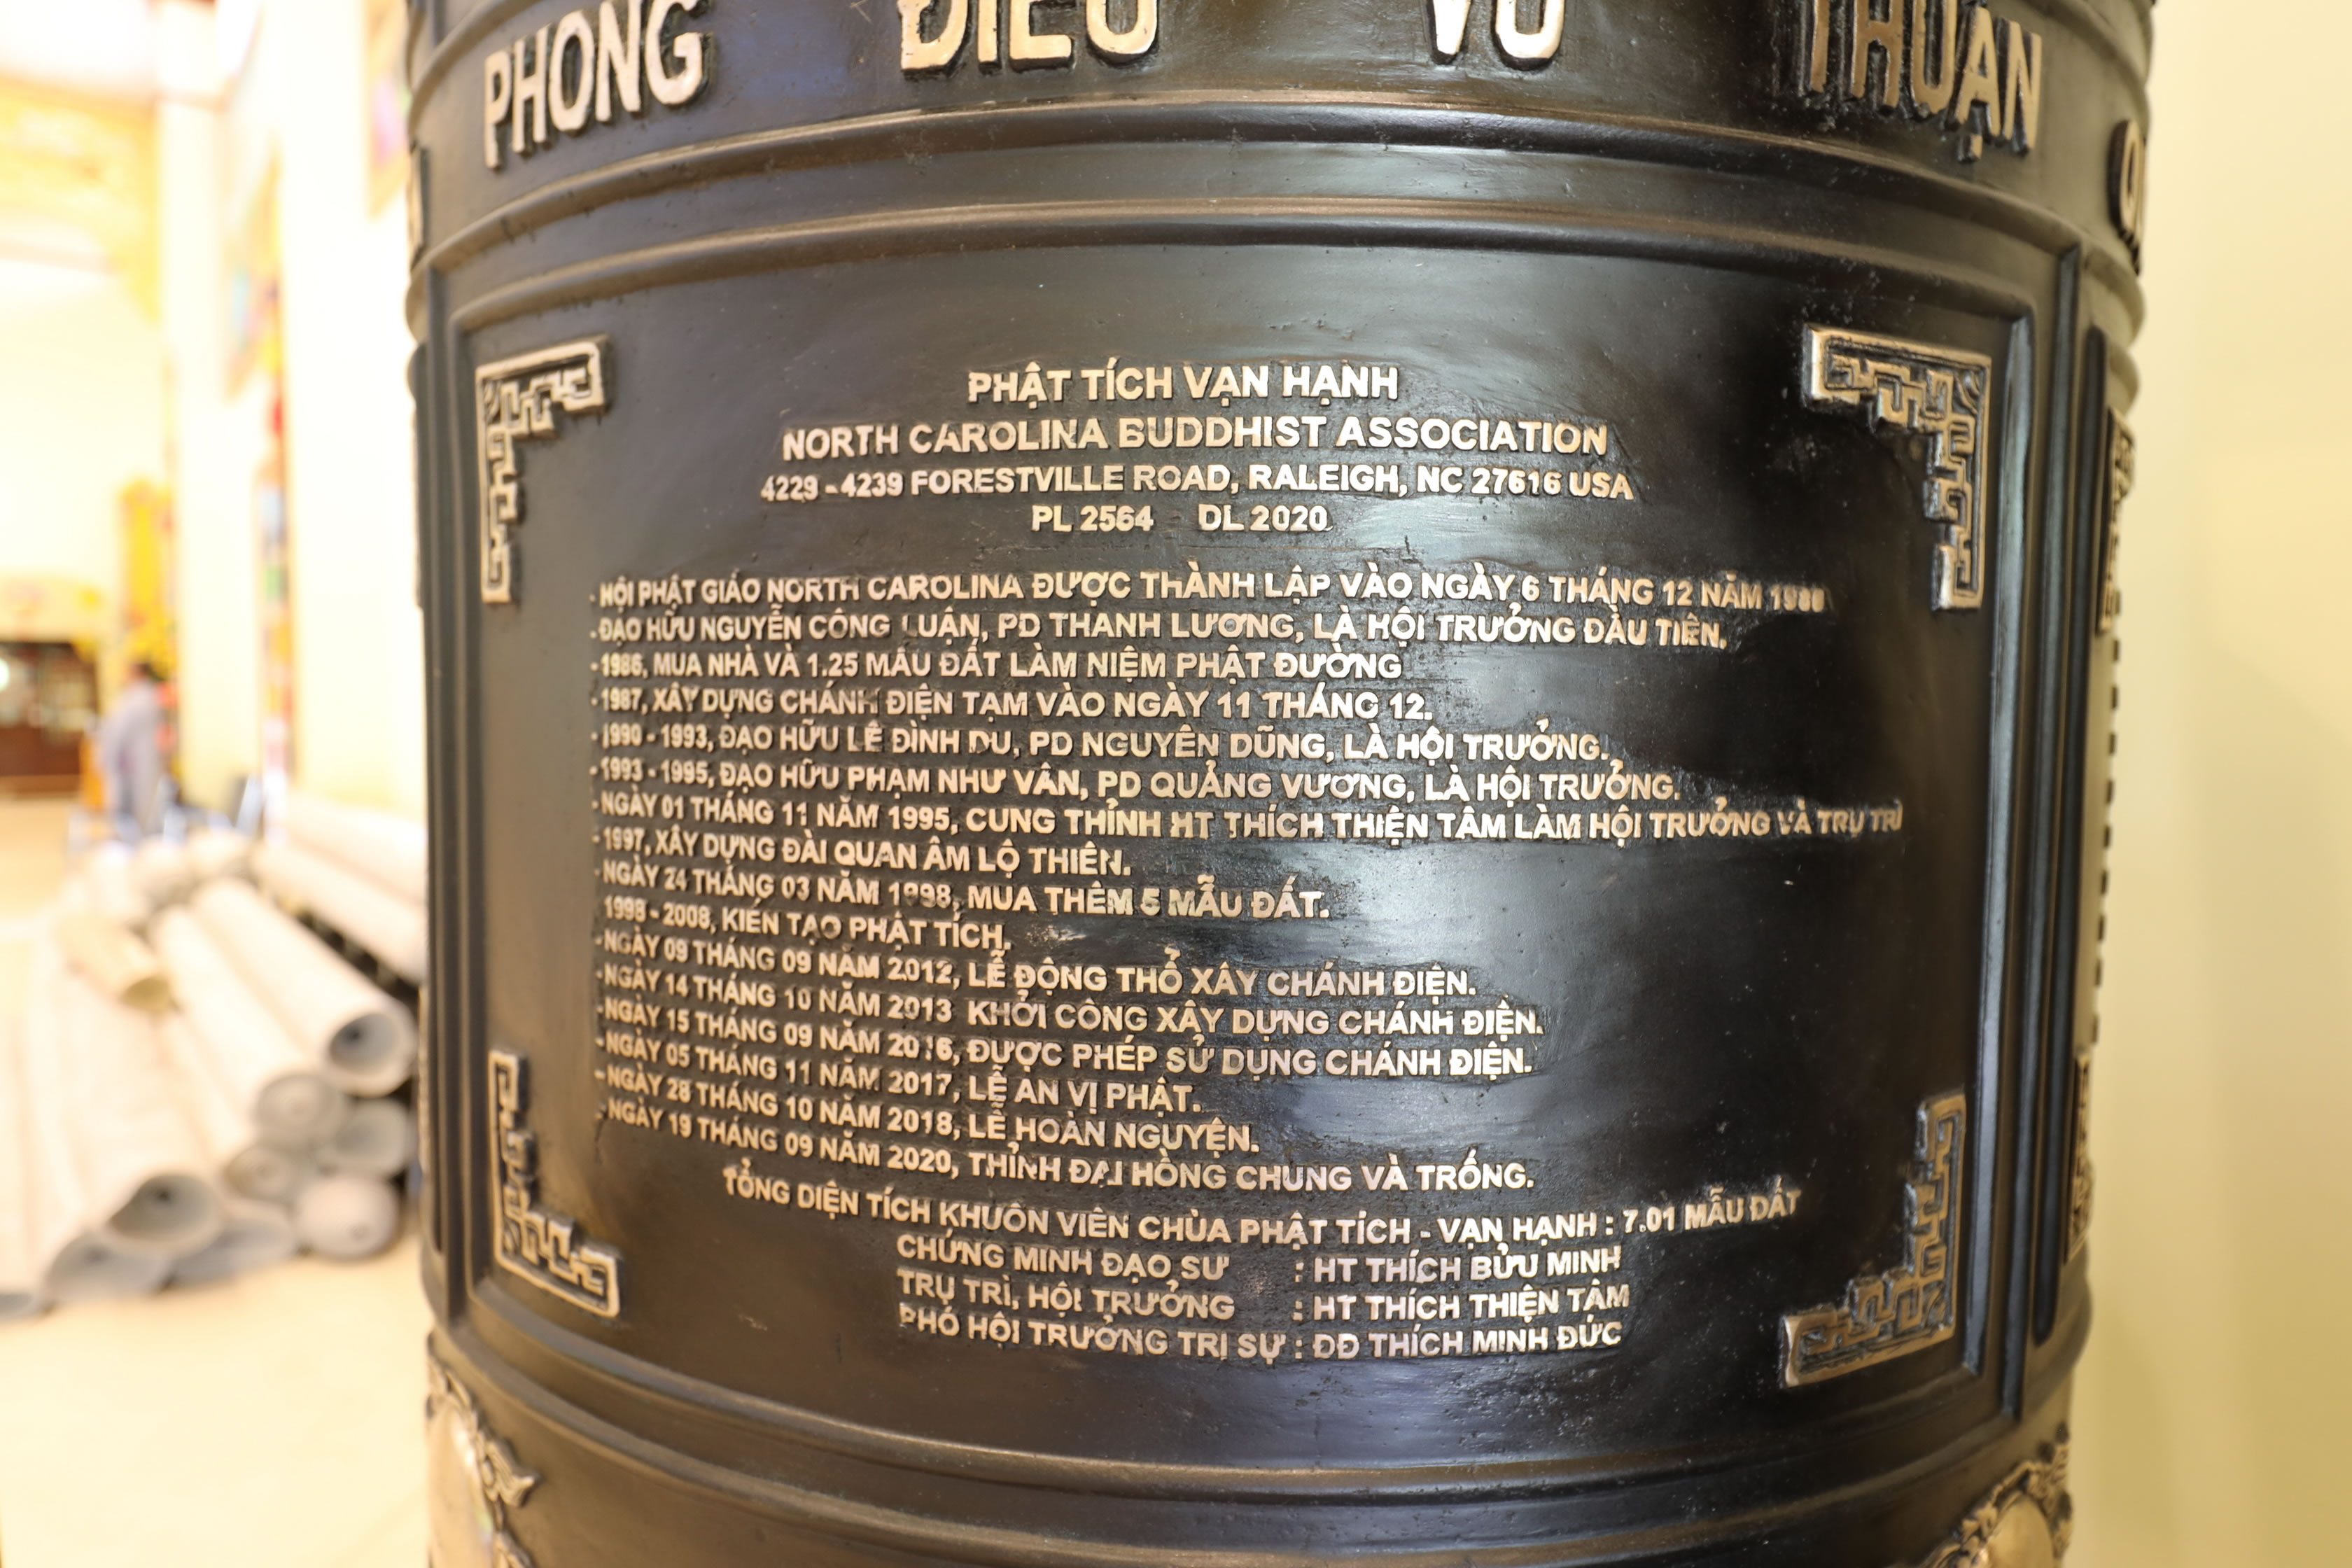 PHONG ĐIỀU VŨ THUẬN
PHẬT TÍCH VẠN HẠNH
NORTH CAROLINA BUDDHIST ASSOCIATION
4229 - 4239 FORESTVILLE ROAD, RALEIGH, NC 27616 USA
PL 2564 DL 2020
- HỘI PHẬT GIÁO NORTH CAROLINA ĐƯỢC THÀNH LẬP VÀO NGÀY 6 THÁNG 12 NĂM
- ĐẠO HỮU NGUYỄN CÔNG LUẬN, PD THANH LƯƠNG, LÀ HỘI TRƯỞNG ĐẦU TIÊN.
- 1986, MUA NHÀ VÀ 1.25 MẪU ĐẤT LÀM NIỆM PHẬT ĐƯỜNG
- 1987, XÂY DỰNG CHÁNH ĐIỆN TẠM VÀO NGÀY 11 THÁNG 12.
- 1990 - 1993, ĐẠO HỮU LÊ ĐÌNH DU, PD NGUYÊN DŨNG, LÀ HỘI TRƯỞNG.
- 1993 - 1995, ĐẠO HỮU PHẠM NHƯ VÂN, PD QUẢNG VƯƠNG, LÀ HỘI TRƯỞNG.
- NGÀY 01 THÁNG 11 NĂM 1995, CUNG THỈNH HT THÍCH THIỆN TÂM LÀM HỘI TRƯỞNG VÀ TRỤ TRÌ
- 1997, XÂY DỰNG ĐÀI QUAN ÂM LỘ THIÊN.
- NGÀY 24 THÁNG 03 NĂM 1998, MUA THÊM 5 MẪU ĐẤT.
1998 - 2008, KIẾN TẠO PHẬT TÍCH.
- NGÀY 09 THÁNG 09 NĂM 2012, LỄ ĐỘNG THỔ XÂY CHÁNH ĐIỆN.
- NGÀY 14 THÁNG 10 NĂM 2013 KHỞI CÔNG XÂY DỰNG CHÁNH ĐIỆN.
- NGÀY 15 THÁNG 09 NĂM 2016, ĐƯỢC PHÉP SỬ DỤNG CHÁNH ĐIỆN.
- NGÀY 05 THÁNG 11 NĂM 2017, LỄ AN VỊ PHẬT.
- NGÀY 28 THÁNG 10 NĂM 2018, LỄ HOÀN NGUYỆN.
- NGÀY 19 THÁNG 09 NĂM 2020, THỈNH ĐẠI HỒNG CHUNG VÀ TRỐNG.
TỔNG DIỆN TÍCH KHUÔN VIÊN CHÙA PHẬT TÍCH - VẠN HẠNH : 7.01 MẪU ĐẤT
CHỨNG MINH ĐẠO SƯ : HT THÍCH BỬU MINH
TRỤ TRÌ, HỘI TRƯỞNG : HT THÍCH THIỆN TÂM
PHÓ HỘI TRƯỞNG TRỊ SỰ : ĐĐ THÍCH MINH ĐỨC